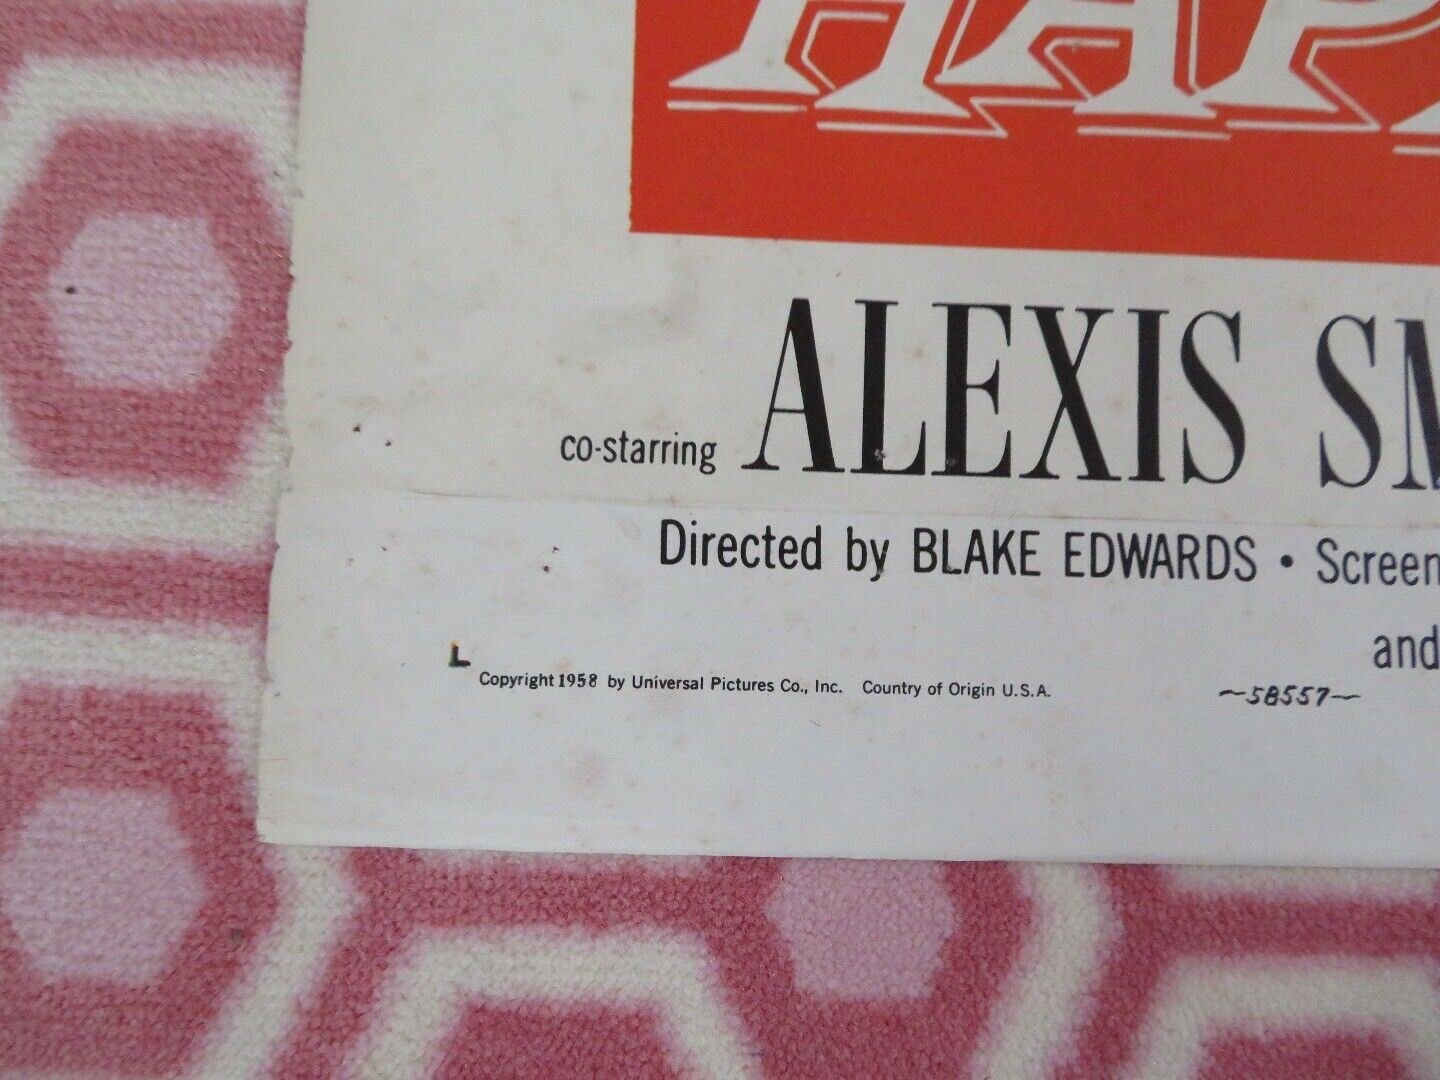 HAP
co-starring ALEXIS SM
Directed by BLAKE EDWARDS • Screen
and
L
Copyright 1958 by Universal Pictures Co., Inc. Country of Origin U.S.A. ~58557~